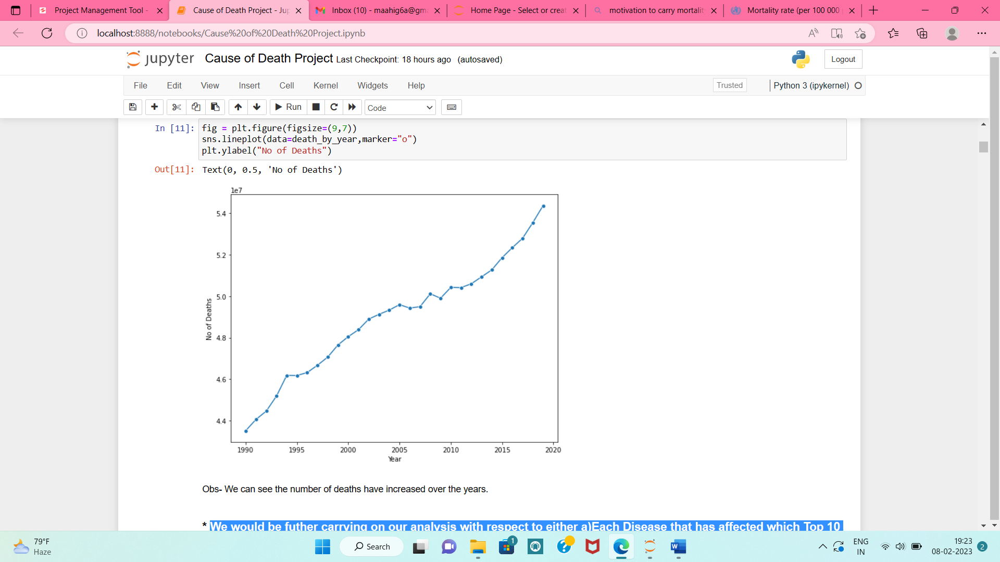 Project Management Tool -
Cause of Death Project - Jup
Inbox (10) - maahig6a@gm
Home Page - Select or creat
motivation to carry mortalit
Mortality rate (per 100 000
localhost:8888/notebooks/Cause%20of%20Death%20Project.ipynb
jupyter Cause of Death Project Last Checkpoint: 18 hours ago (autosaved)
Logout
File Edit View Insert Cell Kernel Widgets Help
Trusted
Python 3 (ipykernel)
Run
Code
In [11]: fig = plt.figure(figsize=(9,7))
sns.lineplot(data=death_by_year,marker="o")
plt.ylabel("No of Deaths")
Out[11]: Text(0, 0.5, 'No of Deaths')
1e7
5.4
5.2
5.0
4.8
4.6
4.4
No of Deaths
1990 1995 2000 2005 2010 2015 2020
Year
Obs- We can see the number of deaths have increased over the years.
* We would be futher carrying on our analysis with respect to either a)Each Disease that has affected which Top 10
79°F
Haze
Search
1
W
ENG
IN
19:23
08-02-2023
2